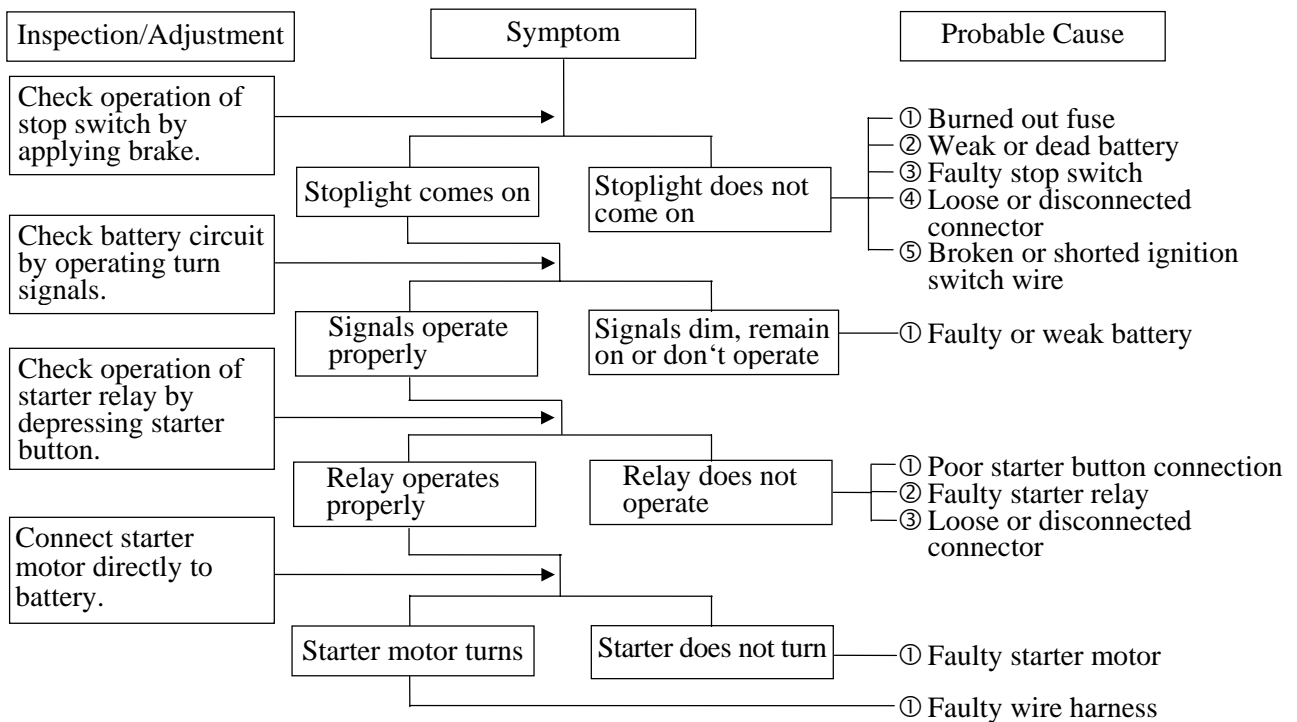 Inspection/Adjustment
Symptom
Probable Cause
Check operation of
stop switch by
applying brake.
① Burned out fuse
② Weak or dead battery
③ Faulty stop switch
④ Loose or disconnected
connector
⑤ Broken or shorted ignition
switch wire
Stoplight comes on
Stoplight does not
come on
Check battery circuit
by operating turn
signals.
Signals operate
properly
Signals dim, remain
on or don‘t operate
① Faulty or weak battery
Check operation of
starter relay by
depressing starter
button.
Relay operates
properly
Relay does not
operate
① Poor starter button connection
② Faulty starter relay
③ Loose or disconnected
connector
Connect starter
motor directly to
battery.
Starter motor turns
Starter does not turn
① Faulty starter motor
① Faulty wire harness